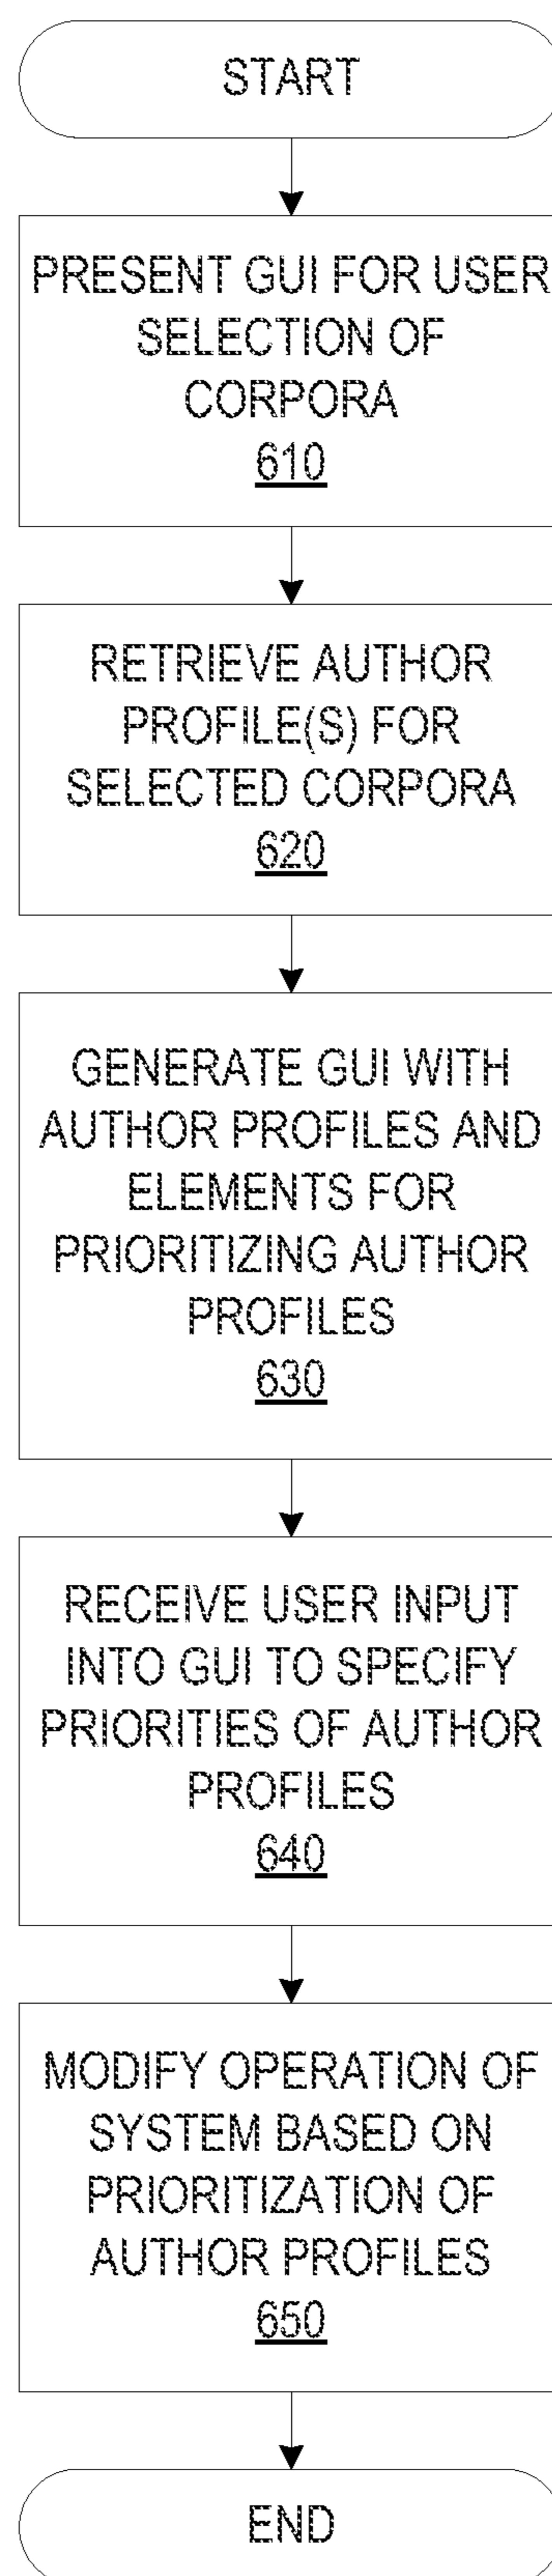 START
PRESENT GUI FOR USER
SELECTION OF
CORPORA
610
RETRIEVE AUTHOR
PROFILE(S) FOR
SELECTED CORPORA
620
GENERATE GUI WITH
AUTHOR PROFILES AND
ELEMENTS FOR
PRIORITIZING AUTHOR
PROFILES
630
RECEIVE USER INPUT
INTO GUI TO SPECIFY
PRIORITIES OF AUTHOR
PROFILES
640
MODIFY OPERATION OF
SYSTEM BASED ON
PRIORITIZATION OF
AUTHOR PROFILES
650
END